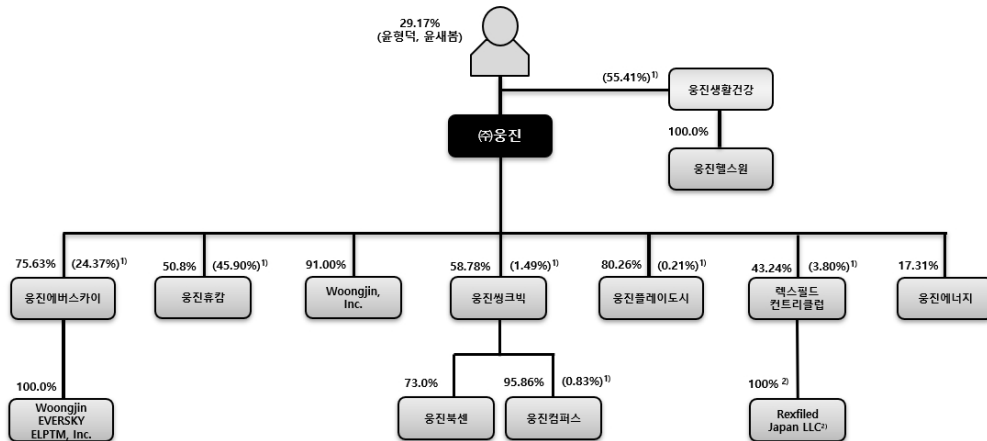 29.17%
(윤형덕, 윤새봄)
(55.41%)1)
웅진생활건강
㈜웅진
100.0%
웅진헬스원
75.63% (24.37%)1)
50.8% (45.90%)1)
91.00%
58.78% (1.49%)1)
80.26% (0.21%)1)
43.24% (3.80%)1)
17.31%
웅진에버스카이
웅진휴캄
Woongjin,
Inc.
웅진씽크빅
웅진플레이도시
렉스필드
컨트리클럽
웅진에너지
100.0%
73.0%
95.86% (0.83%)1)
100% 2)
Woongjin
EVERSKY
ELPTM, Inc.
웅진북센
웅진컴퍼스
Rexfiled
Japan LLC2)